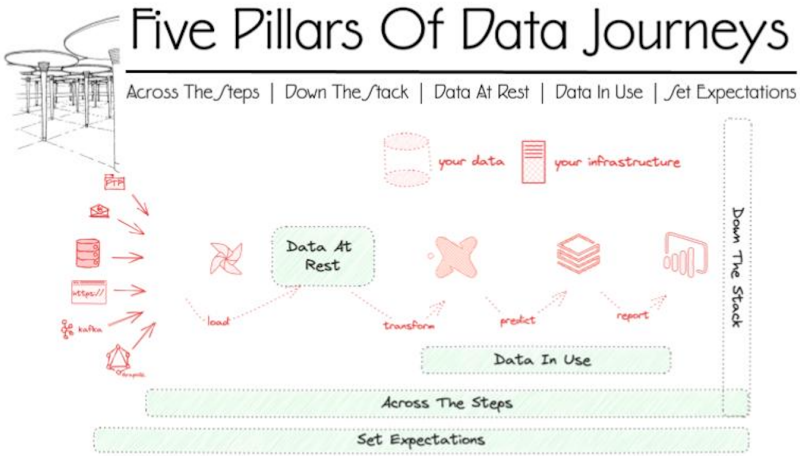 Five Pillars Of Data Journeys
Across The Steps | Down The Stack | Data At Rest | Data In Use | Set Expectations
your data
your infrastructure
FTP
https://
kafka
Data At
Rest
load
transform
predict
report
Down The Stack
Data In Use
Across The Steps
Set Expectations